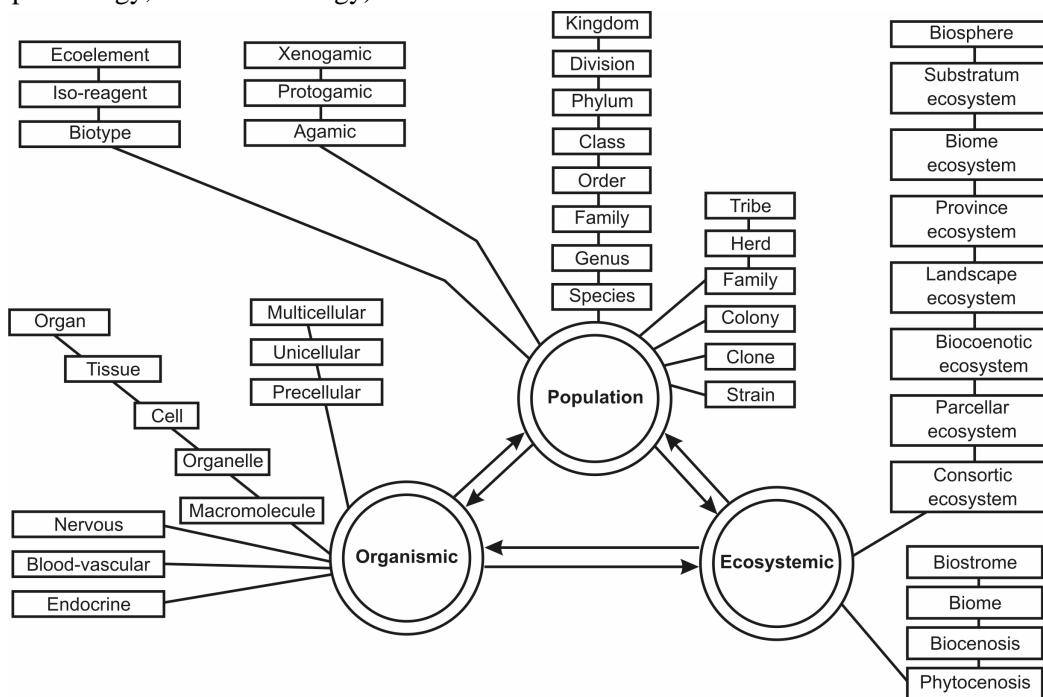 Kingdom
Division
Phylum
Class
Order
Family
Genus
Species
Ecoelement
Iso-reagent
Biotype
Xenogamic
Protogamic
Agamic
Tribe
Herd
Family
Colony
Clone
Strain
Biosphere
Substratum
ecosystem
Biome
ecosystem
Province
ecosystem
Landscape
ecosystem
Biocoenotic
ecosystem
Parcellar
ecosystem
Consortic
ecosystem
Organ
Tissue
Cell
Organelle
Macromolecule
Multicellular
Unicellular
Precellular
Nervous
Blood-vascular
Endocrine
Population
Organismic
Ecosystemic
Biostrome
Biome
Biocenosis
Phytocenosis